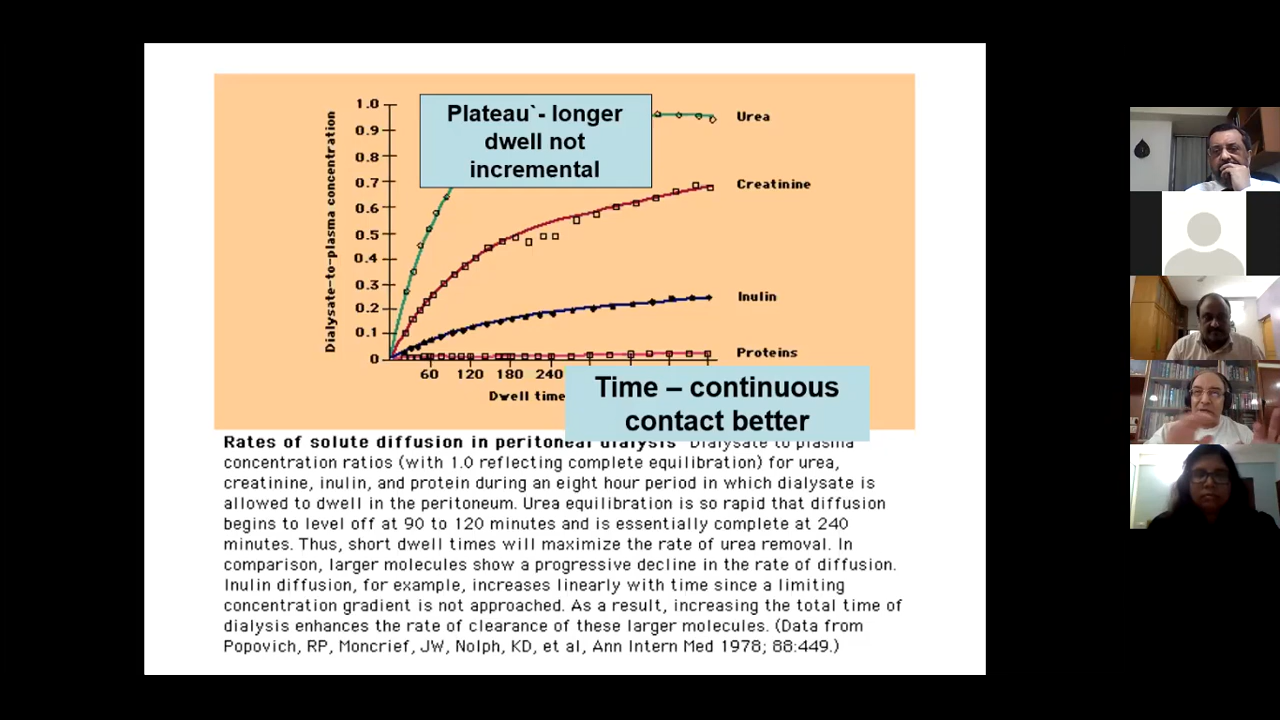 Plateau`- longer
dwell not
incremental
1.0
0.9
0.8
0.7
0.6
0.5
0.4
0.3
0.2
0.1
0
Dialysate-to-plasma concentration
Urea
Creatinine
Inulin
Proteins
60 120 180 240
Dwell time
Time – continuous
contact better
Rates of solute diffusion in peritoneal dialysis Dialysate to plasma
concentration ratios (with 1.0 reflecting complete equilibration) for urea,
creatinine, inulin, and protein during an eight hour period in which dialysate is
allowed to dwell in the peritoneum. Urea equilibration is so rapid that diffusion
begins to level off at 90 to 120 minutes and is essentially complete at 240
minutes. Thus, short dwell times will maximize the rate of urea removal. In
comparison, larger molecules show a progressive decline in the rate of diffusion.
Inulin diffusion, for example, increases linearly with time since a limiting
concentration gradient is not approached. As a result, increasing the total time of
dialysis enhances the rate of clearance of these larger molecules. (Data from
Popovich, RP, Moncrief, JW, Nolph, KD, et al, Ann Intern Med 1978; 88:449.)